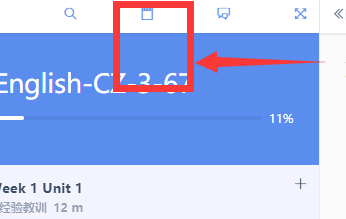 English-CZ-3-67
11%
Week 1 Unit 1
经验教训 12 m